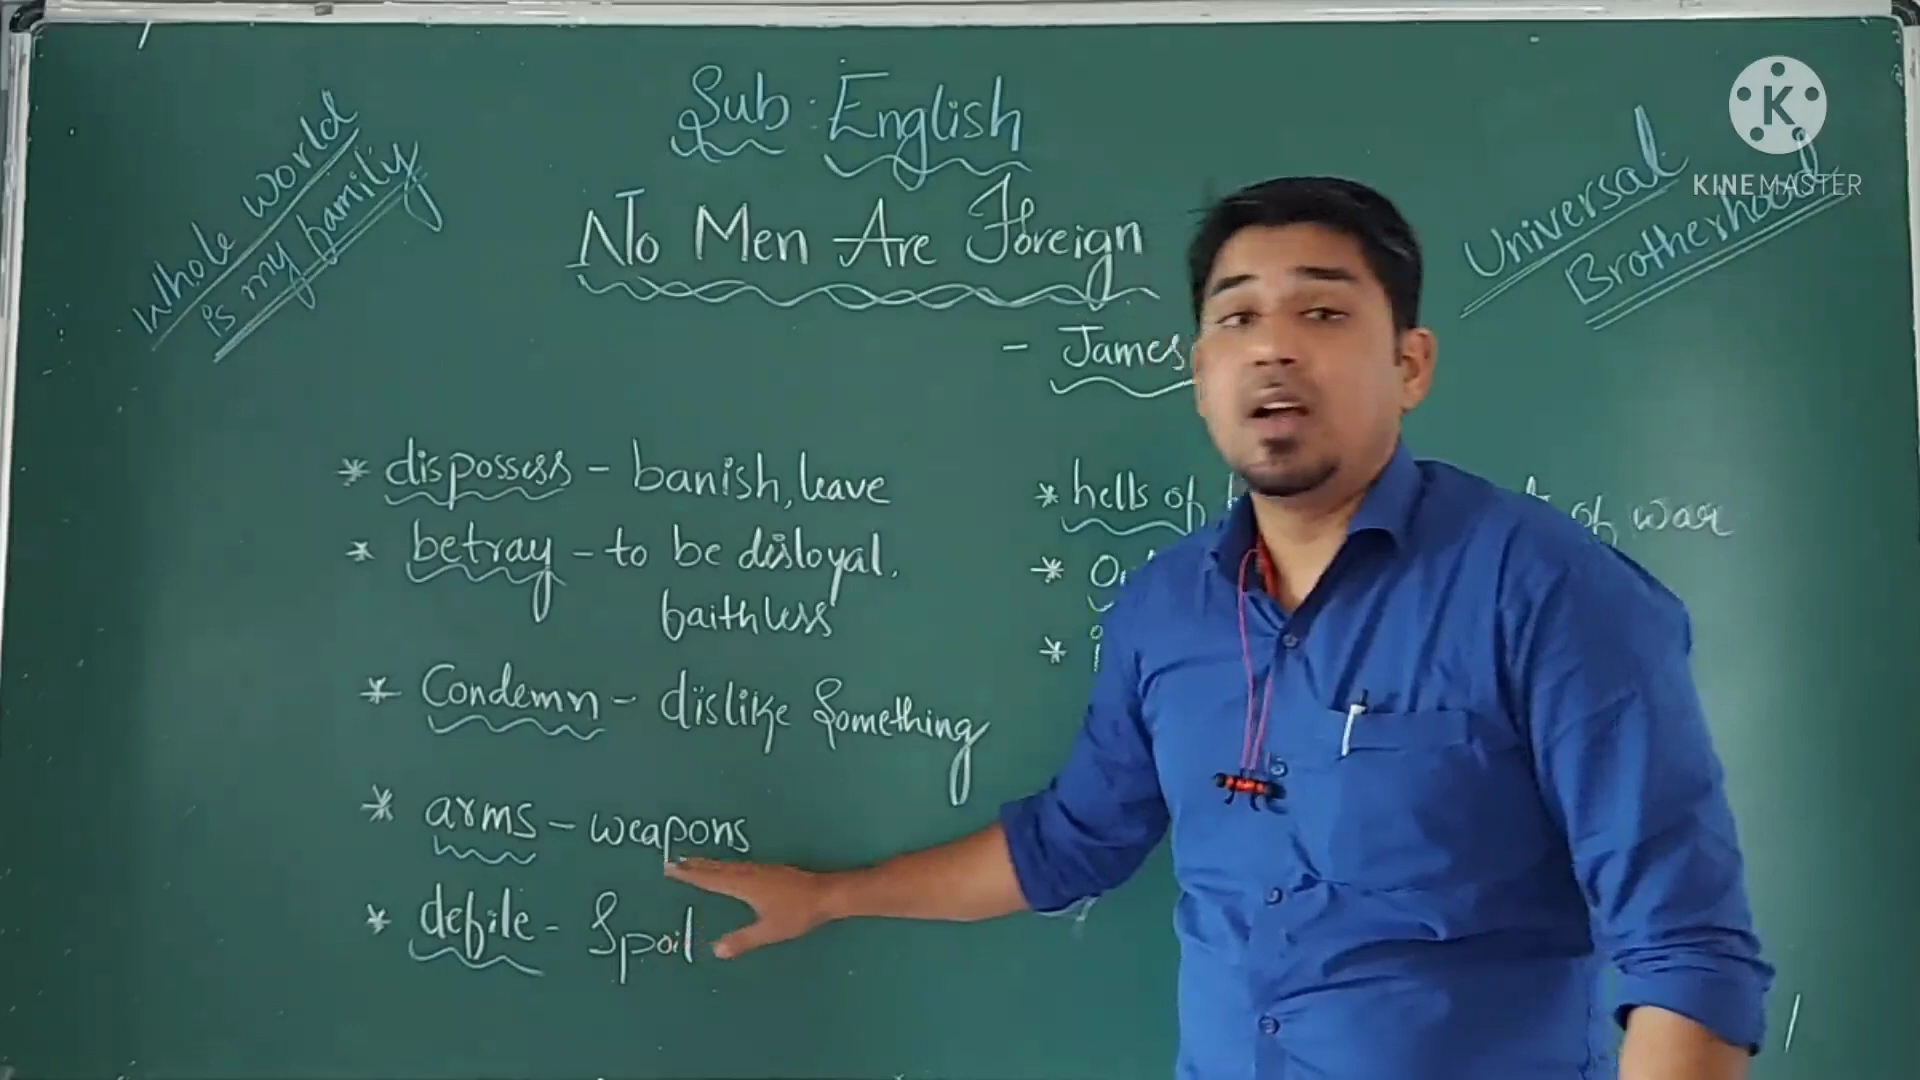 Sub : English
Whole world
is my family
No Men Are Foreign
Universal
Brotherhood
KINEMASTER
- James
* dispossess - banish, leave
* betray - to be disloyal,
faithless
* Condemn - dislike Something
* arms - weapons
* defile - Spoil
* hells of
of war
*
*